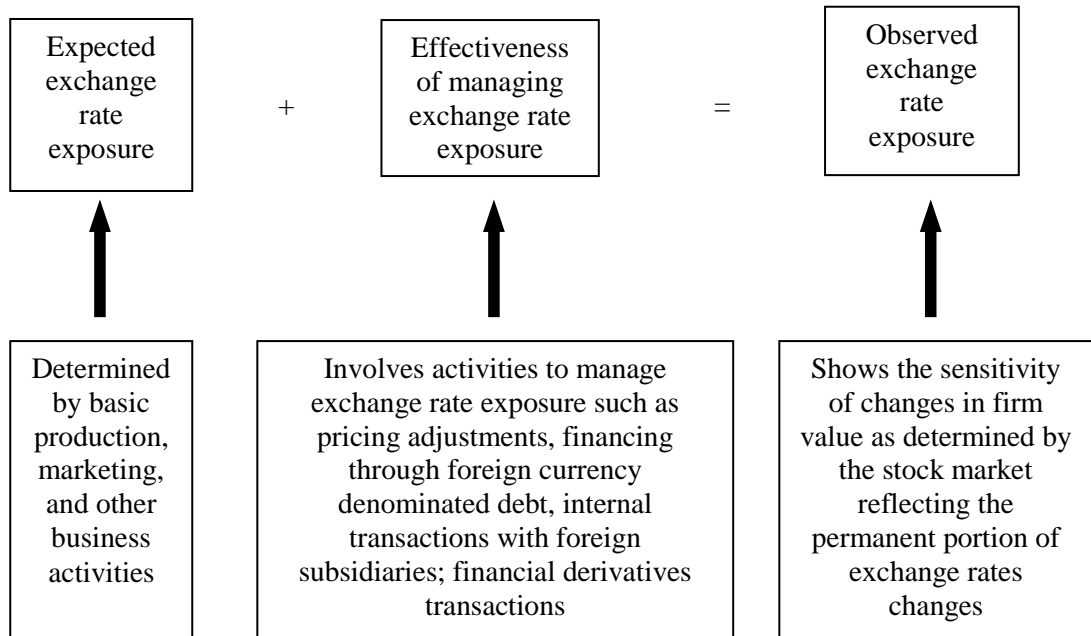 Expected
exchange
rate
exposure
+
Effectiveness
of managing
exchange rate
exposure
=
Observed
exchange
rate
exposure
Determined
by basic
production,
marketing,
and other
business
activities
Involves activities to manage
exchange rate exposure such as
pricing adjustments, financing
through foreign currency
denominated debt, internal
transactions with foreign
subsidiaries; financial derivatives
transactions
Shows the sensitivity
of changes in firm
value as determined by
the stock market
reflecting the
permanent portion of
exchange rates
changes